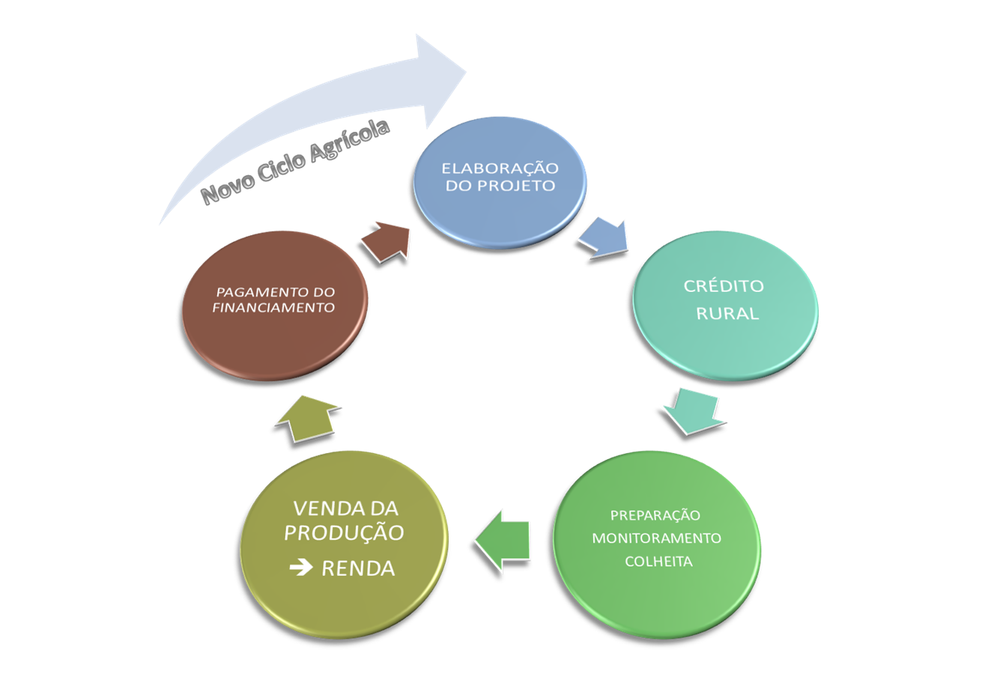 Novo Ciclo Agrícola
ELABORAÇÃO
DO PROJETO
CRÉDITO
RURAL
PREPARAÇÃO
MONITORAMENTO
COLHEITA
VENDA DA
PRODUÇÃO
➔ RENDA
PAGAMENTO DO
FINANCIAMENTO